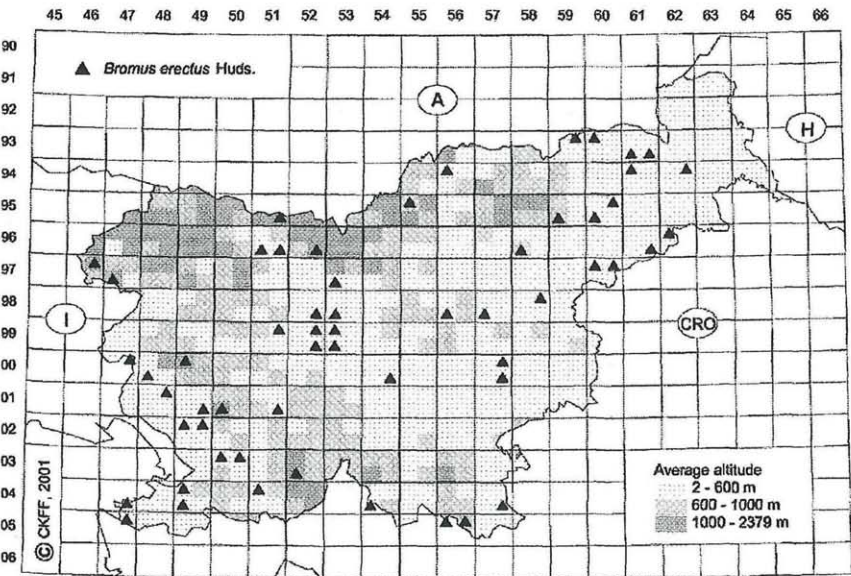 45 46 47 48 49 50 51 52 53 54 55 56 57 58 59 60 61 62 63 64 65 66
90
▲ Bromus erectus Huds.
91
A
92
H
93
94
95
96
97
98
I
CRO
99
00
01
02
03
Average altitude
2 - 600 m
04
600 - 1000 m
1000 - 2379 m
05
06
© CKFF, 2001